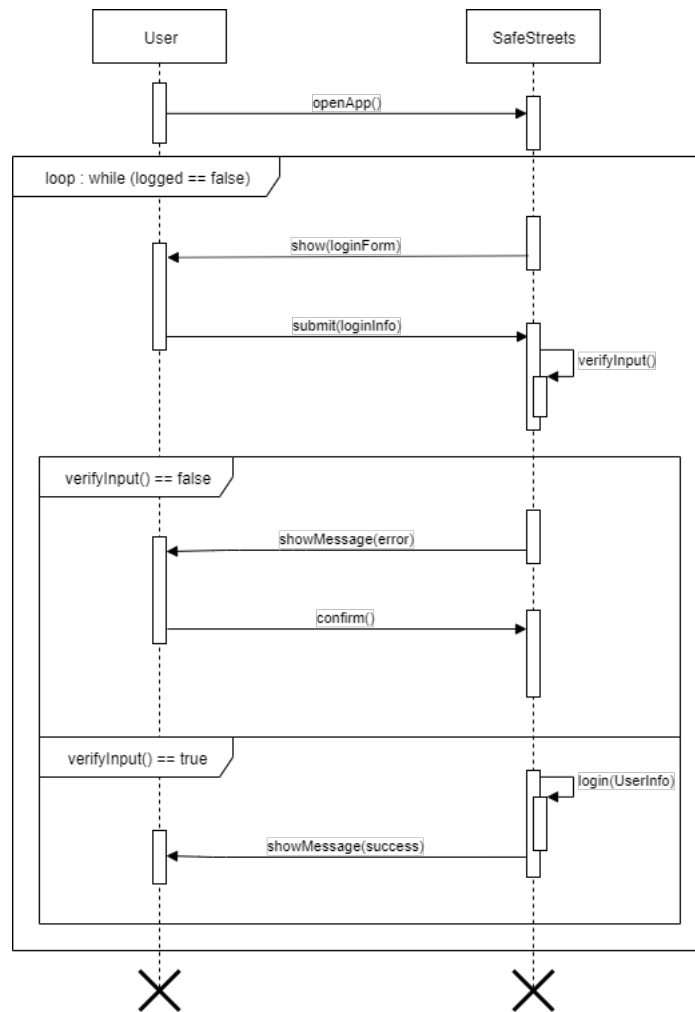 User
SafeStreets
openApp()
loop : while (logged == false)
show(loginForm)
submit(loginInfo)
verifyInput()
verifyInput() == false
showMessage(error)
confirm()
verifyInput() == true
login(UserInfo)
showMessage(success)